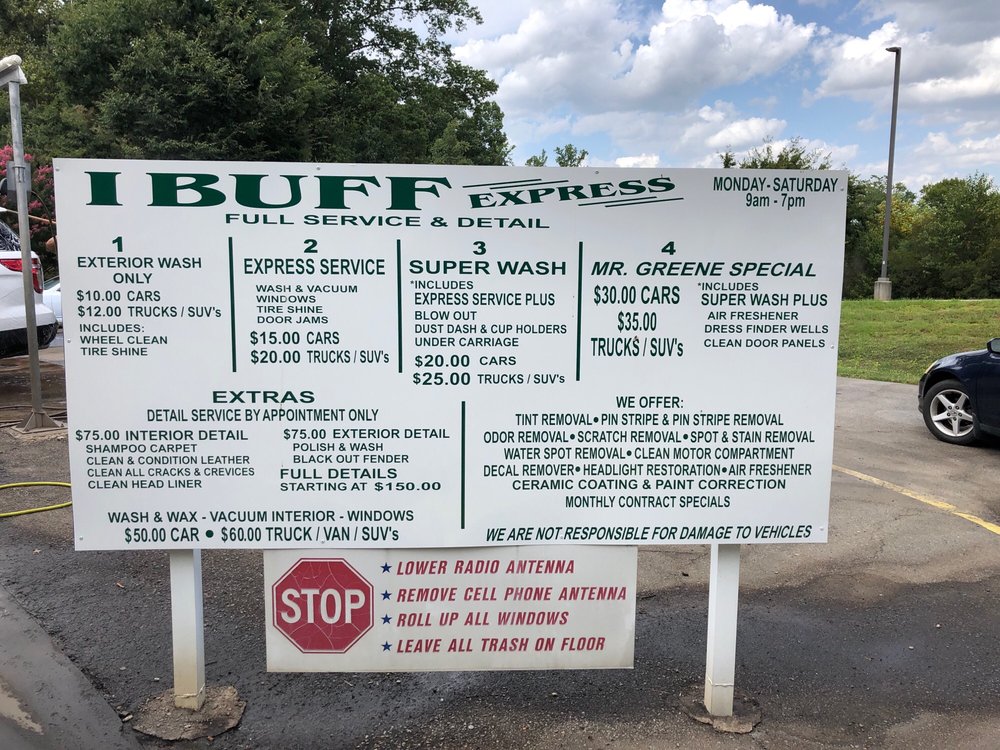 I BUFF EXPRESS
FULL SERVICE & DETAIL
MONDAY - SATURDAY
9am - 7pm
1
EXTERIOR WASH
ONLY
$10.00 CARS
$12.00 TRUCKS / SUV's
INCLUDES:
WHEEL CLEAN
TIRE SHINE
2
EXPRESS SERVICE
WASH & VACUUM
WINDOWS
TIRE SHINE
DOOR JAMS
$15.00 CARS
$20.00 TRUCKS / SUV's
3
SUPER WASH
*INCLUDES
EXPRESS SERVICE PLUS
BLOW OUT
DUST DASH & CUP HOLDERS
UNDER CARRIAGE
$20.00 CARS
$25.00 TRUCKS / SUV's
4
MR. GREENE SPECIAL
$30.00 CARS
$35.00
TRUCKS / SUV's
*INCLUDES
SUPER WASH PLUS
AIR FRESHENER
DRESS FINDER WELLS
CLEAN DOOR PANELS
EXTRAS
DETAIL SERVICE BY APPOINTMENT ONLY
$75.00 INTERIOR DETAIL
SHAMPOO CARPET
CLEAN & CONDITION LEATHER
CLEAN ALL CRACKS & CREVICES
CLEAN HEAD LINER
$75.00 EXTERIOR DETAIL
POLISH & WASH
BLACK OUT FENDER
FULL DETAILS
STARTING AT $150.00
WASH & WAX - VACUUM INTERIOR - WINDOWS
$50.00 CAR • $60.00 TRUCK / VAN / SUV's
WE OFFER:
TINT REMOVAL • PIN STRIPE & PIN STRIPE REMOVAL
ODOR REMOVAL • SCRATCH REMOVAL • SPOT & STAIN REMOVAL
WATER SPOT REMOVAL • CLEAN MOTOR COMPARTMENT
DECAL REMOVER • HEADLIGHT RESTORATION • AIR FRESHENER
CERAMIC COATING & PAINT CORRECTION
MONTHLY CONTRACT SPECIALS
WE ARE NOT RESPONSIBLE FOR DAMAGE TO VEHICLES
STOP
★ LOWER RADIO ANTENNA
★ REMOVE CELL PHONE ANTENNA
★ ROLL UP ALL WINDOWS
★ LEAVE ALL TRASH ON FLOOR